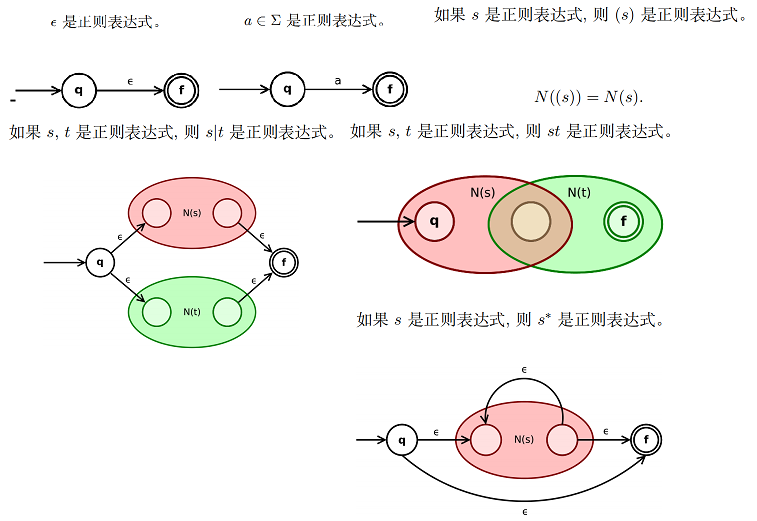 ϵ 是正则表达式。
a ∈ Σ 是正则表达式。
如果 s 是正则表达式, 则 (s) 是正则表达式。
q
ϵ
f
q
a
f
N((s)) = N(s).
如果 s, t 是正则表达式, 则 s|t 是正则表达式。
如果 s, t 是正则表达式, 则 st 是正则表达式。
N(s)
ϵ
ϵ
q
f
ϵ
ϵ
N(t)
N(s)
N(t)
q
f
如果 s 是正则表达式, 则 s* 是正则表达式。
ϵ
q
ϵ
N(s)
ϵ
f
ϵ